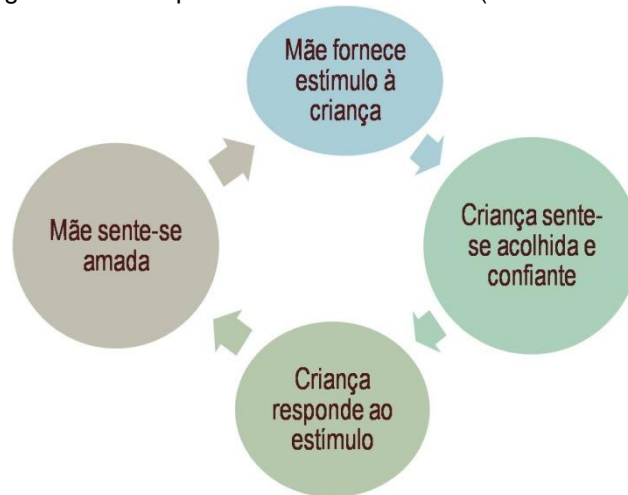 Mãe fornece
estímulo à
criança
Criança sente-
se acolhida e
confiante
Criança
responde ao
estímulo
Mãe sente-se
amada